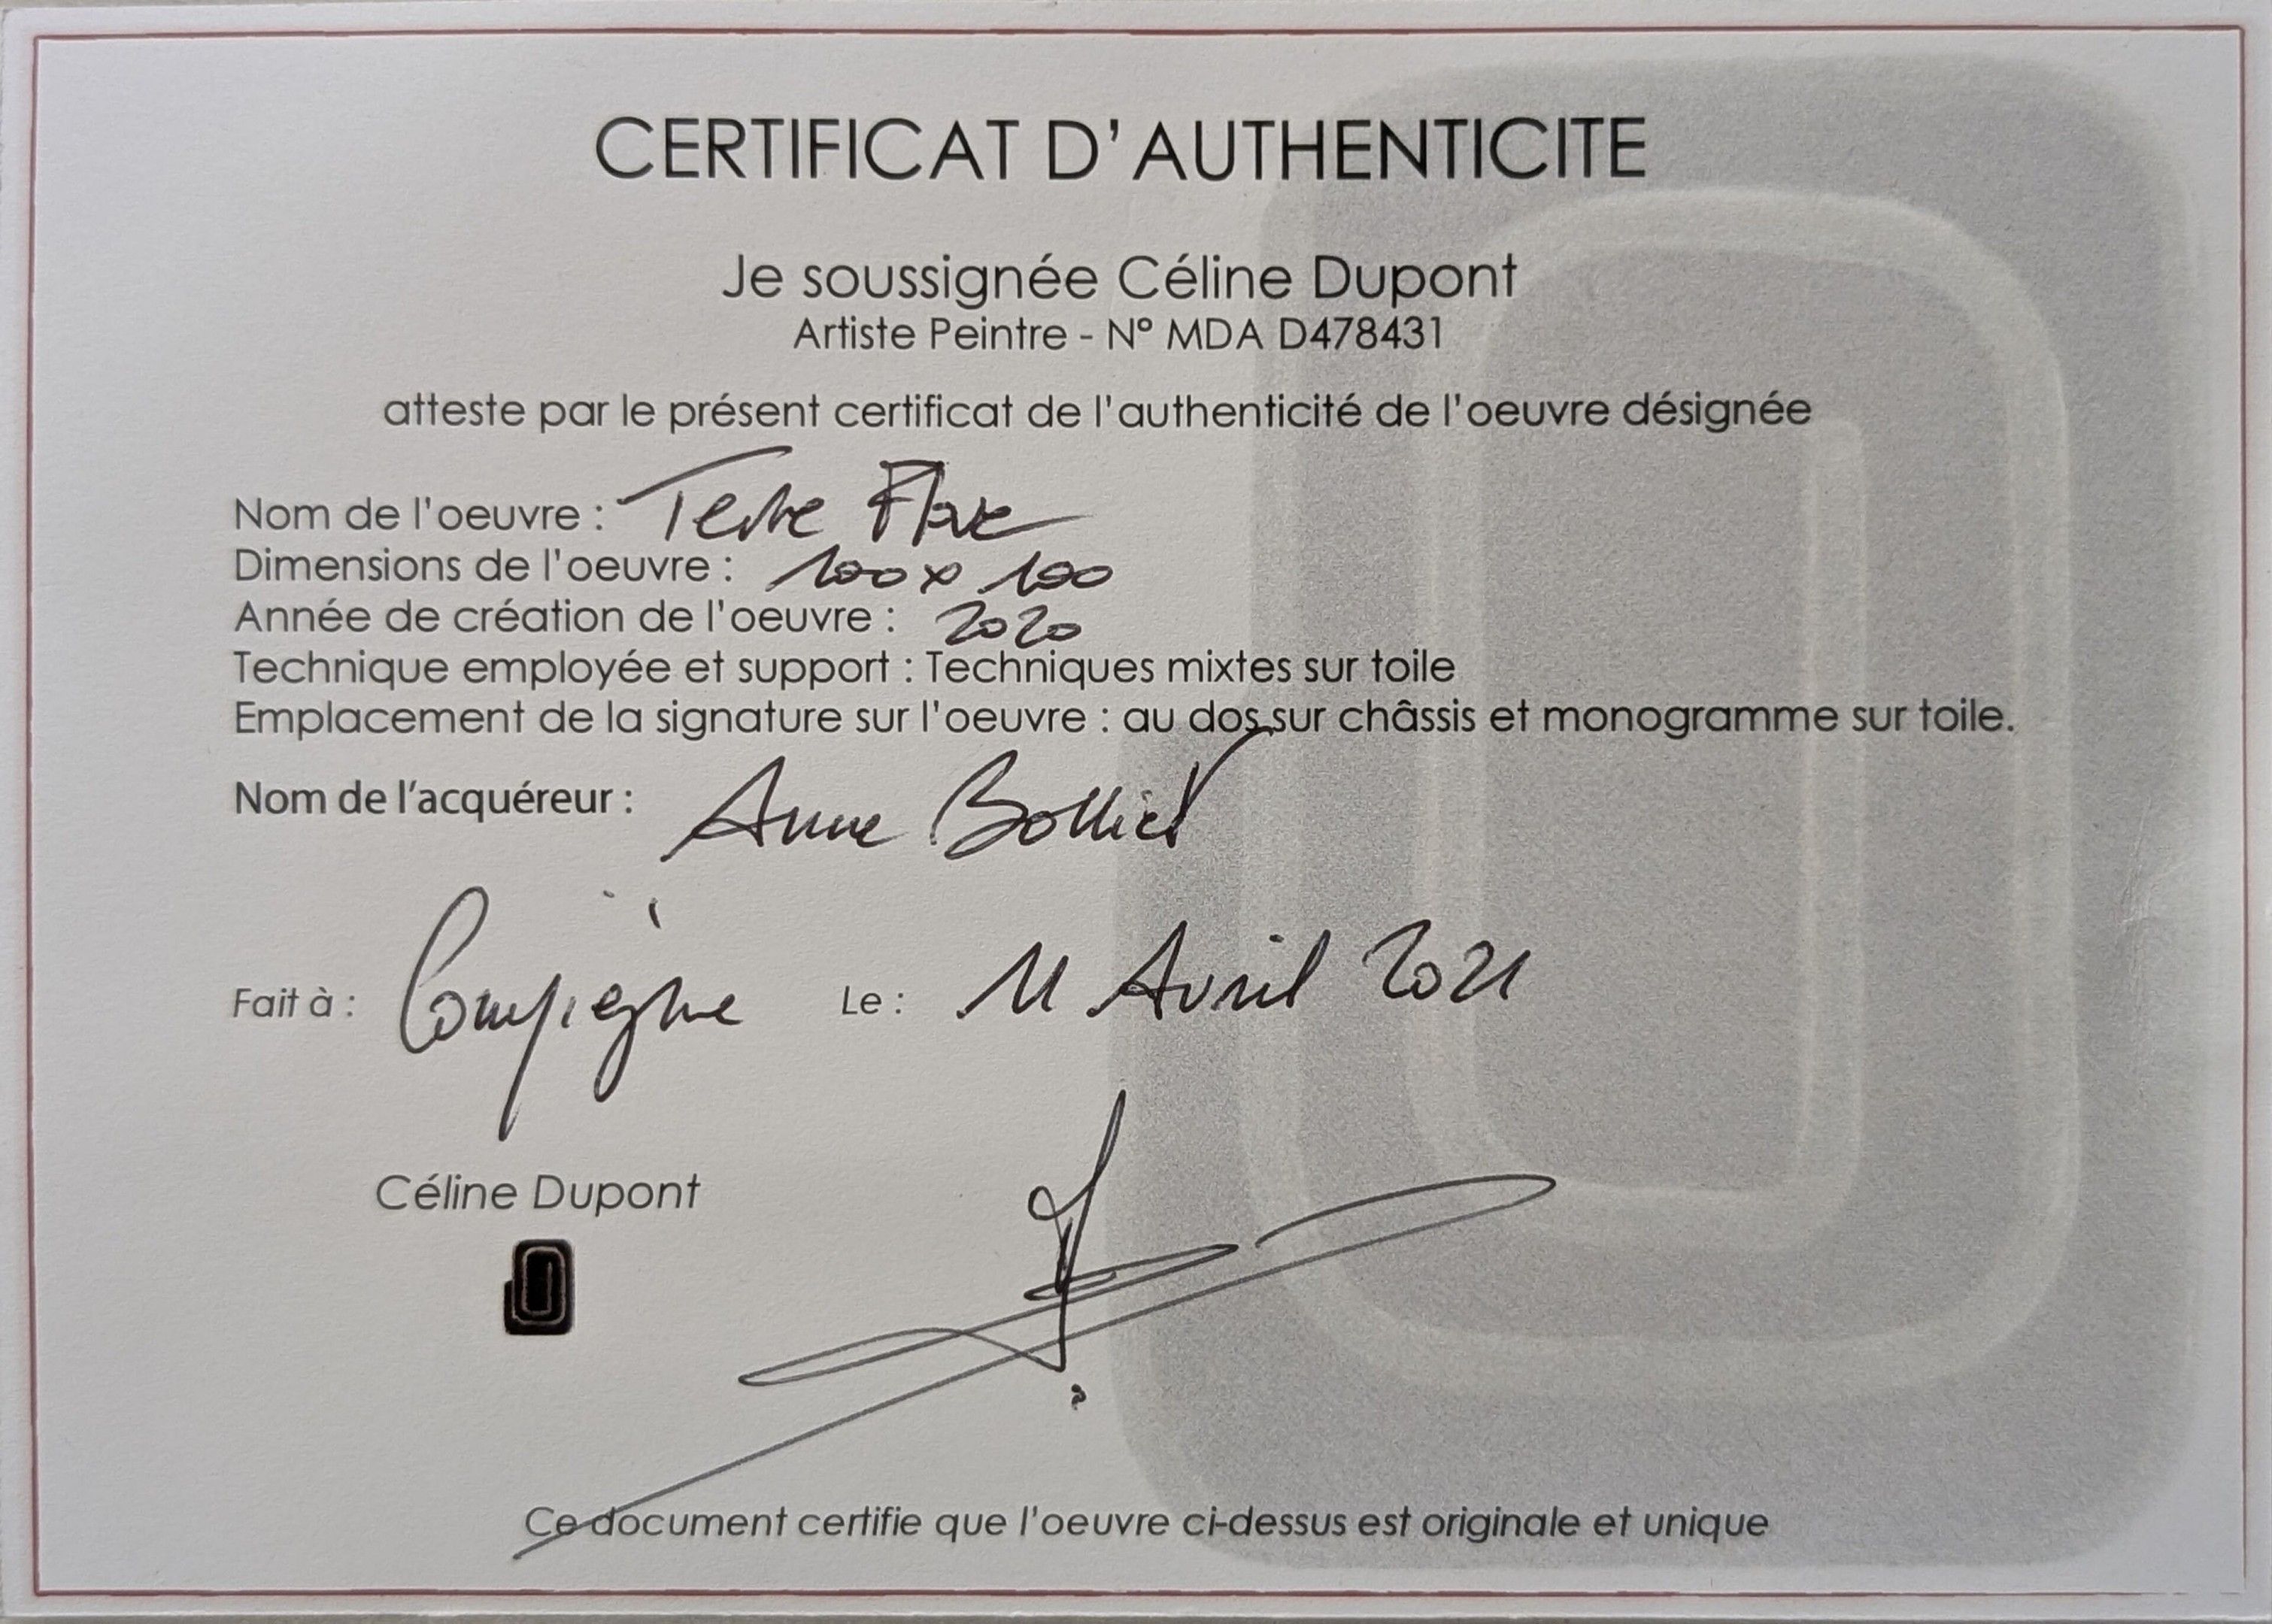 CERTIFICAT D'AUTHENTICITE
Je soussignée Céline Dupont
Artiste Peintre - N° MDA D478431
atteste par le présent certificat de l'authenticité de l'oeuvre désignée
Nom de l'oeuvre : Terre
Dimensions de l'oeuvre : 100 x 100
Année de création de l'oeuvre : 2020
Technique employée et support : Techniques mixtes sur toile
Emplacement de la signature sur l'oeuvre : au dos sur châssis et monogramme sur toile.
Nom de l'acquéreur : Anne
Fait à : Compiègne Le : 11 Avril 2021
Céline Dupont
Ce document certifie que l'oeuvre ci-dessus est originale et unique